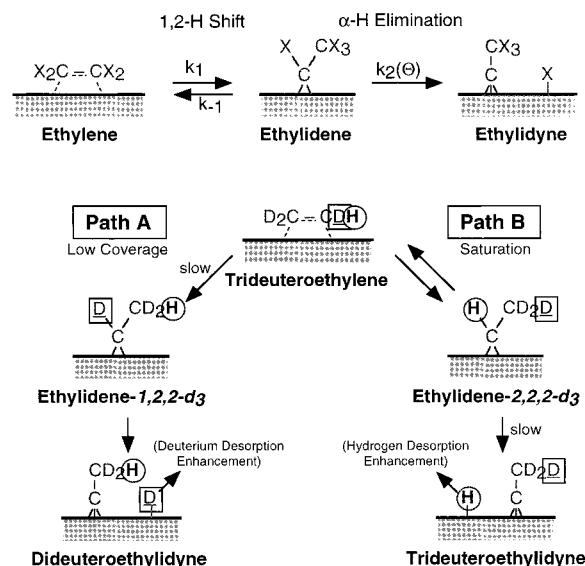 1,2-H Shift
α-H Elimination
X CX₃ CX₃
X₂C=CX₂ k₁ C k₂(Θ) C X
k₋₁
Ethylene Ethylidene Ethylidyne
Path A D₂C=CDH Path B
Low Coverage Saturation
slow Trideuteroethylene
D CD₂H H CD₂D
C C
Ethylidene-1,2,2-d₃ Ethylidene-2,2,2-d₃
slow
(Deuterium Desorption (Hydrogen Desorption
Enhancement) Enhancement)
CD₂H CD₂D
C D H C
Dideuteroethylidyne Trideuteroethylidyne